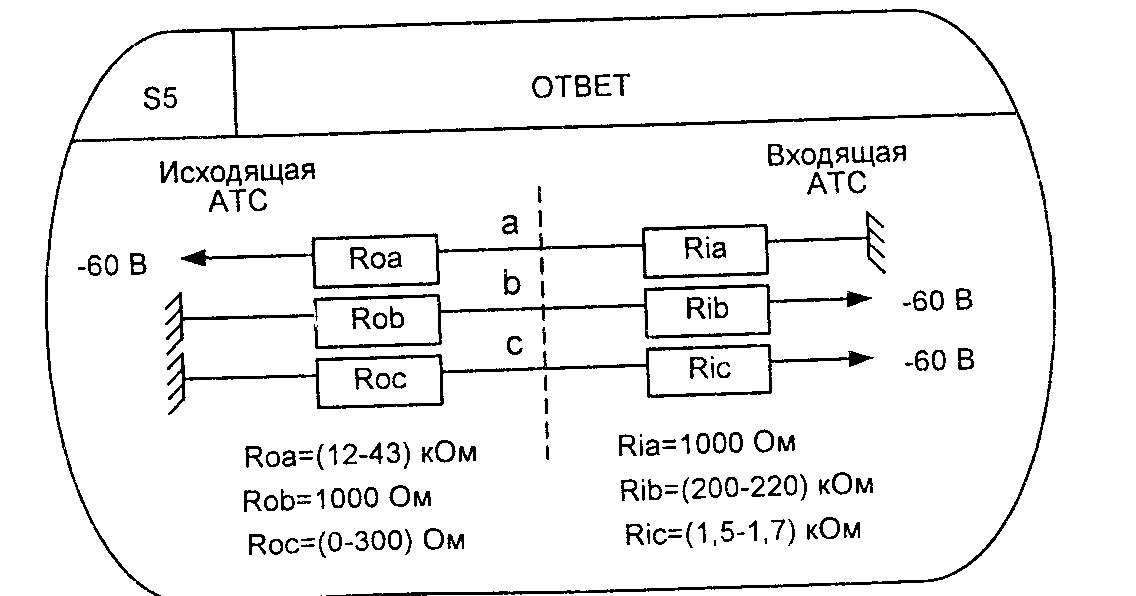 S5
ОТВЕТ
Исходящая
АТС
Входящая
АТС
a
-60 В
Roa
Ria
b
Rob
Rib
-60 В
c
Roc
Ric
-60 В
Roa=(12-43) кОм
Ria=1000 Ом
Rob=1000 Ом
Rib=(200-220) кОм
Roc=(0-300) Ом
Ric=(1,5-1,7) кОм